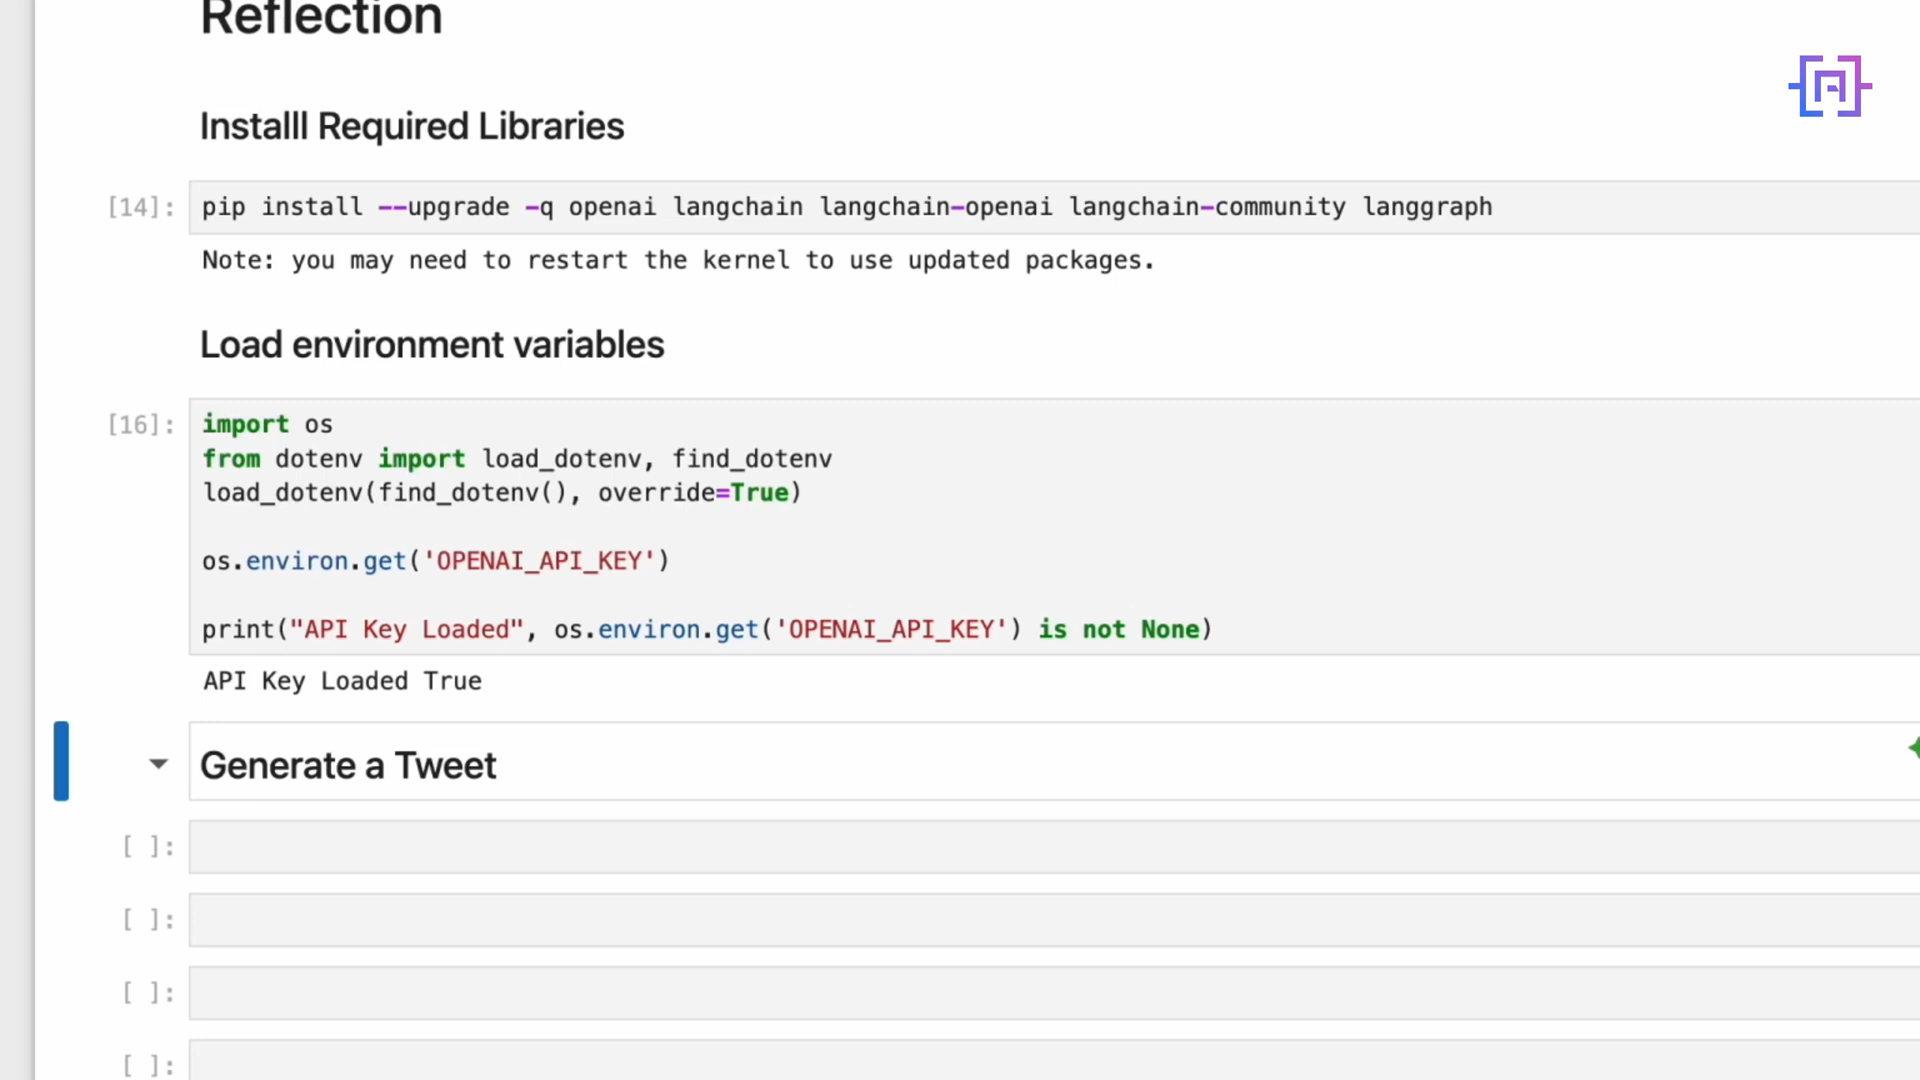 Reflection
Installl Required Libraries
[14]: pip install --upgrade -q openai langchain langchain-openai langchain-community langgraph
Note: you may need to restart the kernel to use updated packages.
Load environment variables
[16]: import os
from dotenv import load_dotenv, find_dotenv
load_dotenv(find_dotenv(), override=True)
os.environ.get('OPENAI_API_KEY')
print("API Key Loaded", os.environ.get('OPENAI_API_KEY') is not None)
API Key Loaded True
Generate a Tweet
[ ]:
[ ]:
[ ]:
[ ]: